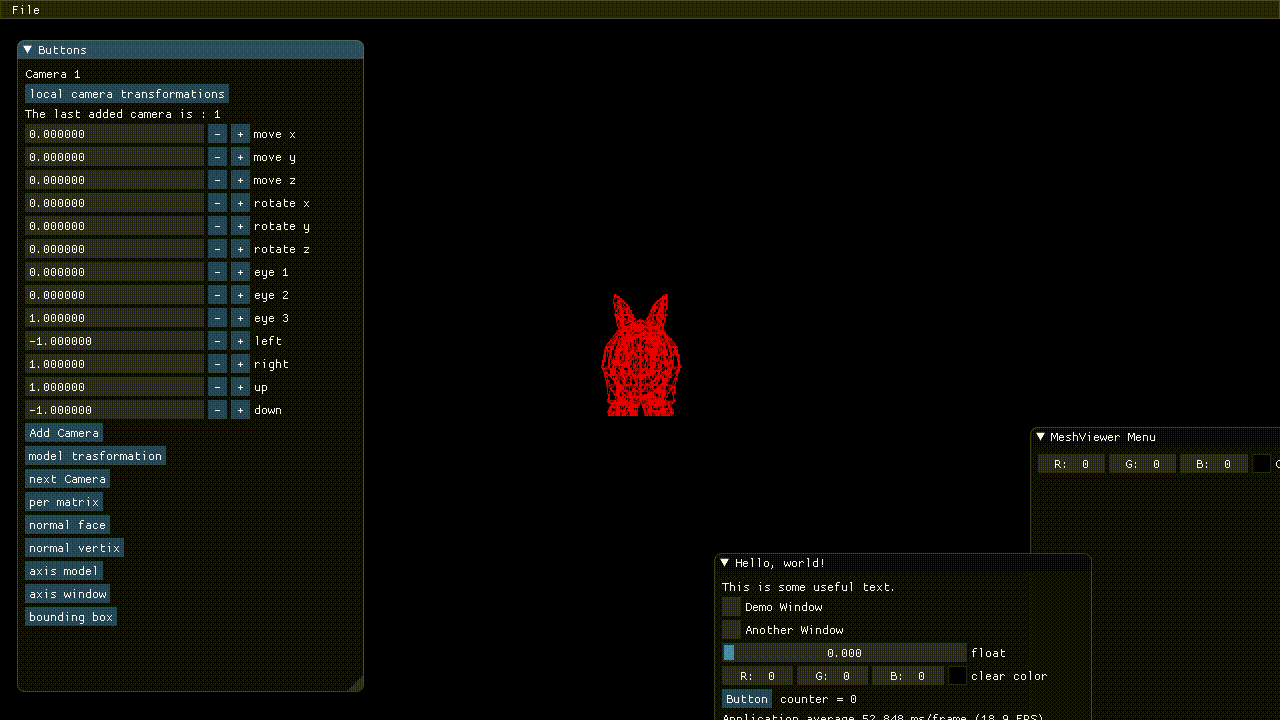 File
Buttons
Camera 1
local camera transformations
The last added camera is : 1
0.000000 - + move x
0.000000 - + move y
0.000000 - + move z
0.000000 - + rotate x
0.000000 - + rotate y
0.000000 - + rotate z
0.000000 - + eye 1
0.000000 - + eye 2
1.000000 - + eye 3
-1.000000 - + left
1.000000 - + right
1.000000 - + up
-1.000000 - + down
Add Camera
model trasformation
next Camera
per matrix
normal face
normal vertix
axis model
axis window
bounding box
MeshViewer Menu
R: 0 G: 0 B: 0
Hello, world!
This is some useful text.
Demo Window
Another Window
0.000 float
R: 0 G: 0 B: 0 clear color
Button counter = 0
Application average 52.848 ms/frame (18.9 FPS)